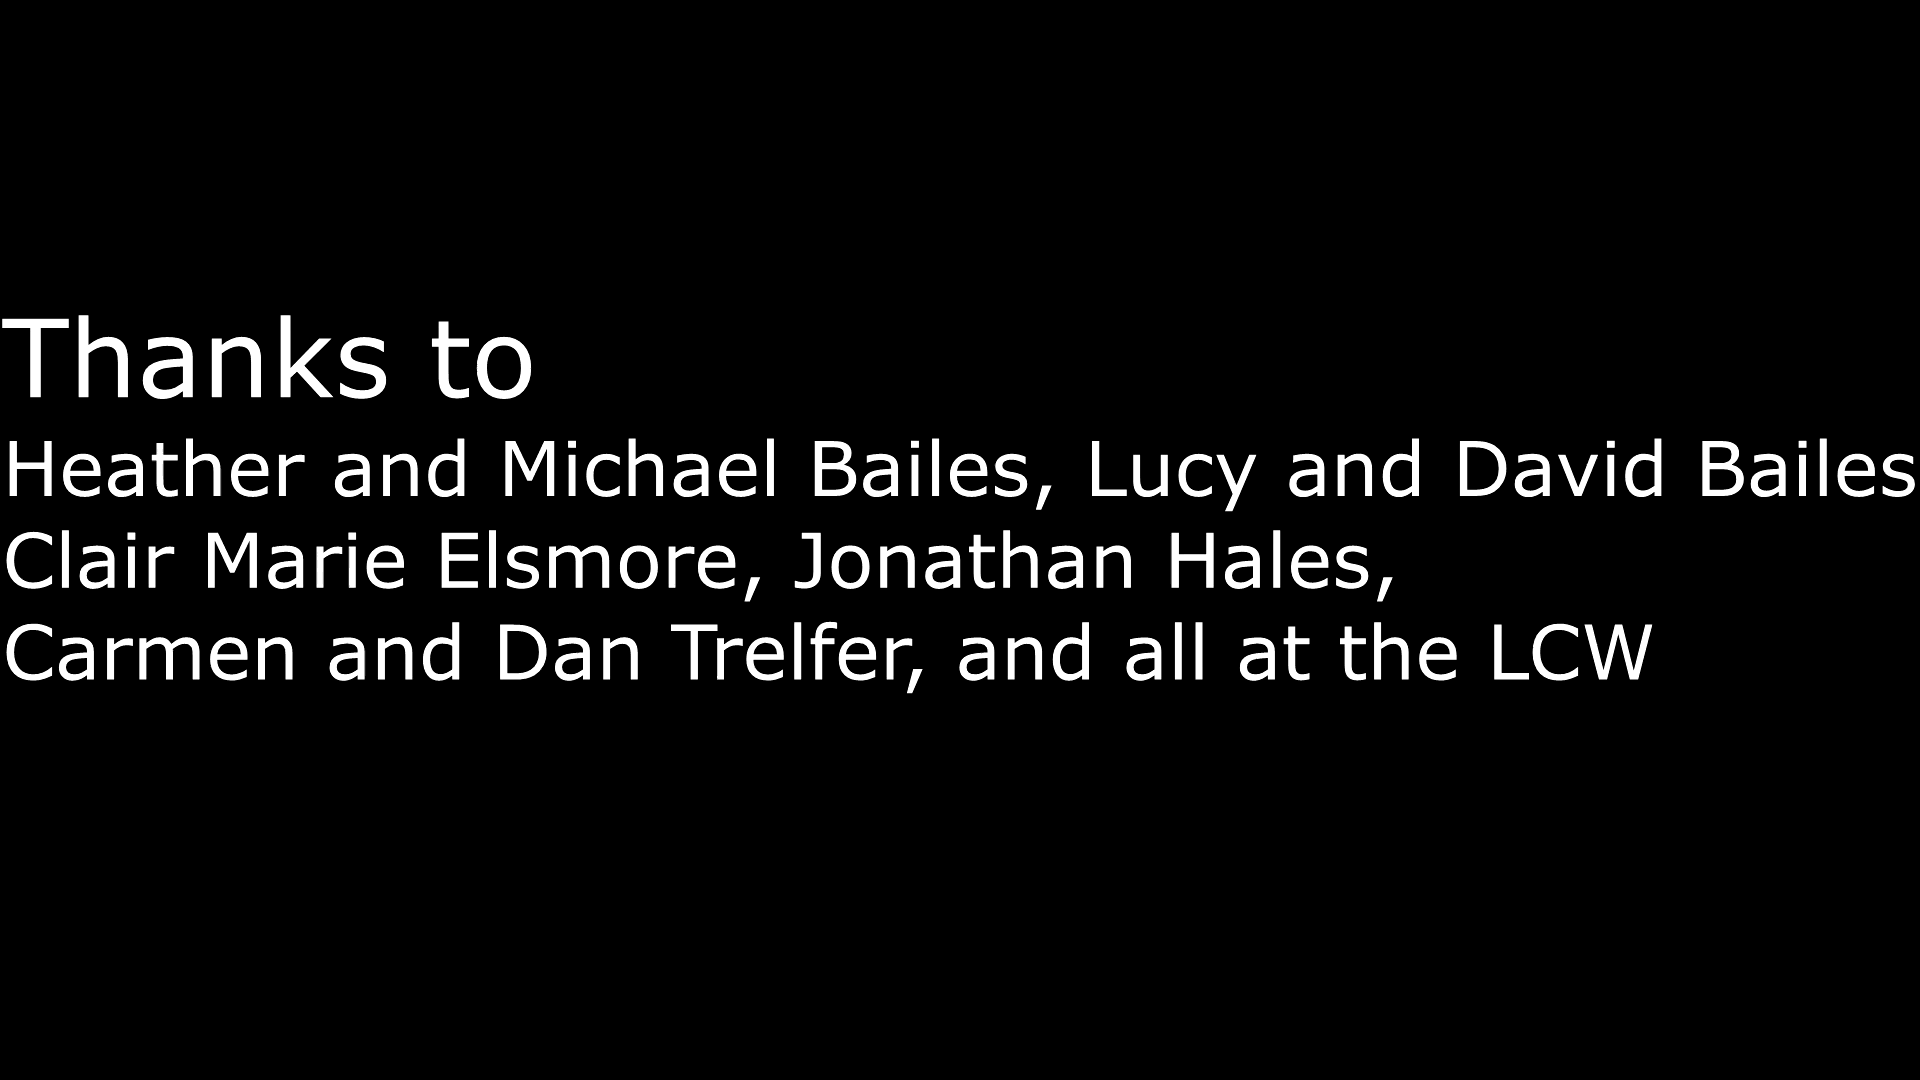 Thanks to
Heather and Michael Bailes, Lucy and David Bailes
Clair Marie Elsmore, Jonathan Hales,
Carmen and Dan Trelfer, and all at the LCW